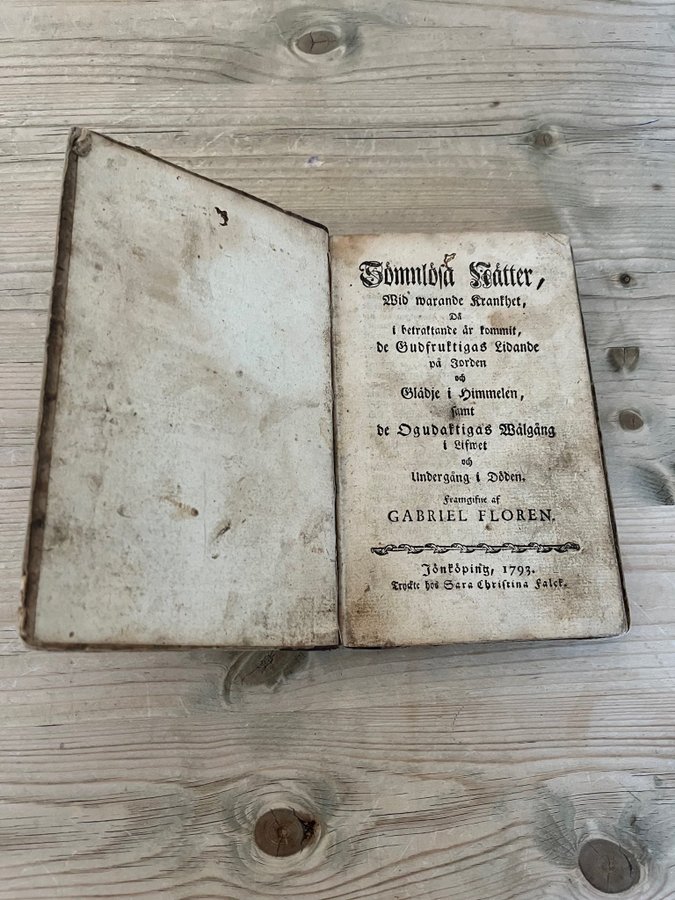 Sömnlösa Nätter,
Wid warande Krankhet,
Då
i betraktande är kommit,
de Gudfruktigas Lidande
på Jorden
och
Glädje i Himmelen,
samt
de Ogudaktigas Wälgång
i Lifwet
och
Undergång i Döden.
Framgifne af
GABRIEL FLOREN.
Jönköping, 1793.
Tryckte hos Sara Christina Falck.